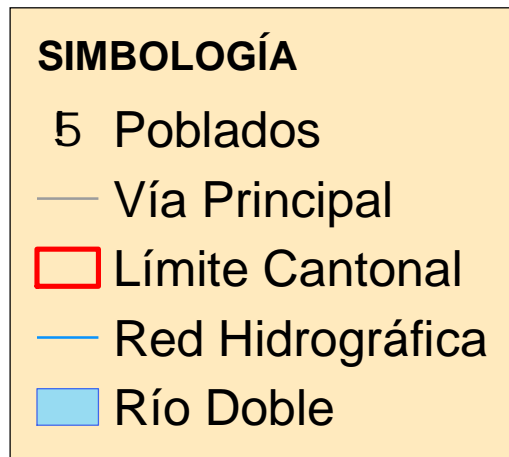 SIMBOLOGÍA
5 Poblados
Vía Principal
Límite Cantonal
Red Hidrográfica
Río Doble